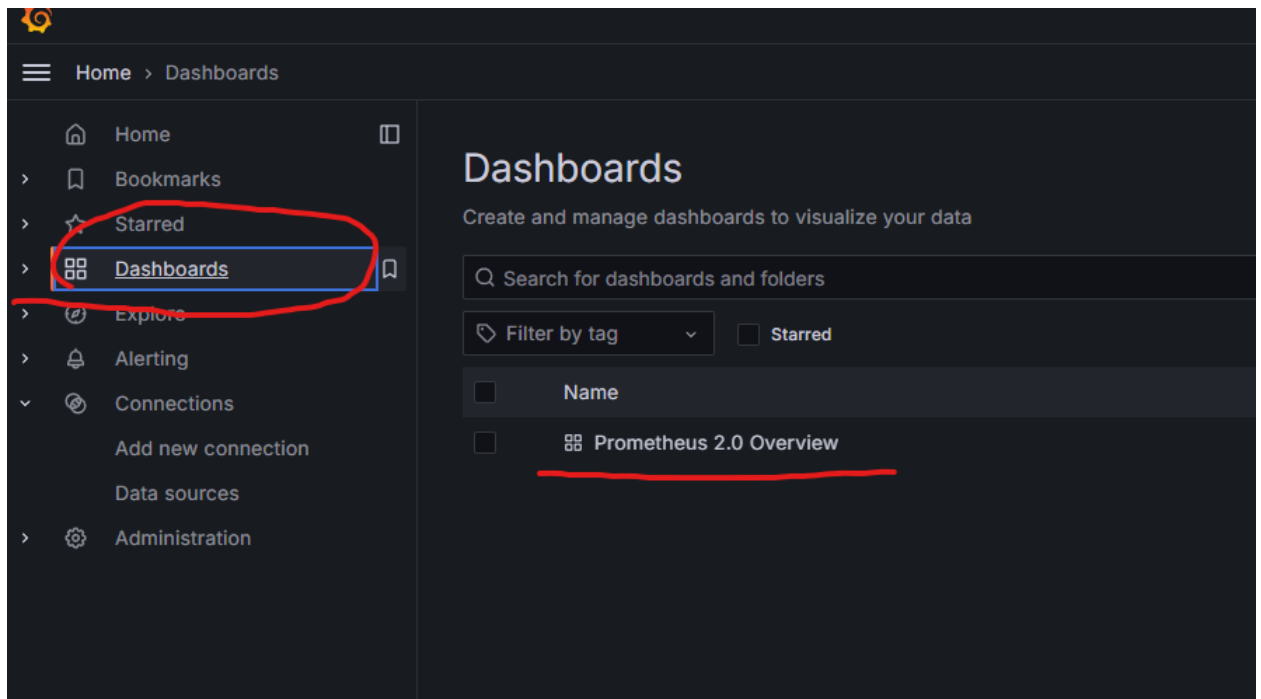 Home › Dashboards
Home
Bookmarks
Starred
Dashboards
Explore
Alerting
Connections
Add new connection
Data sources
Administration
Dashboards
Create and manage dashboards to visualize your data
Search for dashboards and folders
Filter by tag
Starred
Name
Prometheus 2.0 Overview